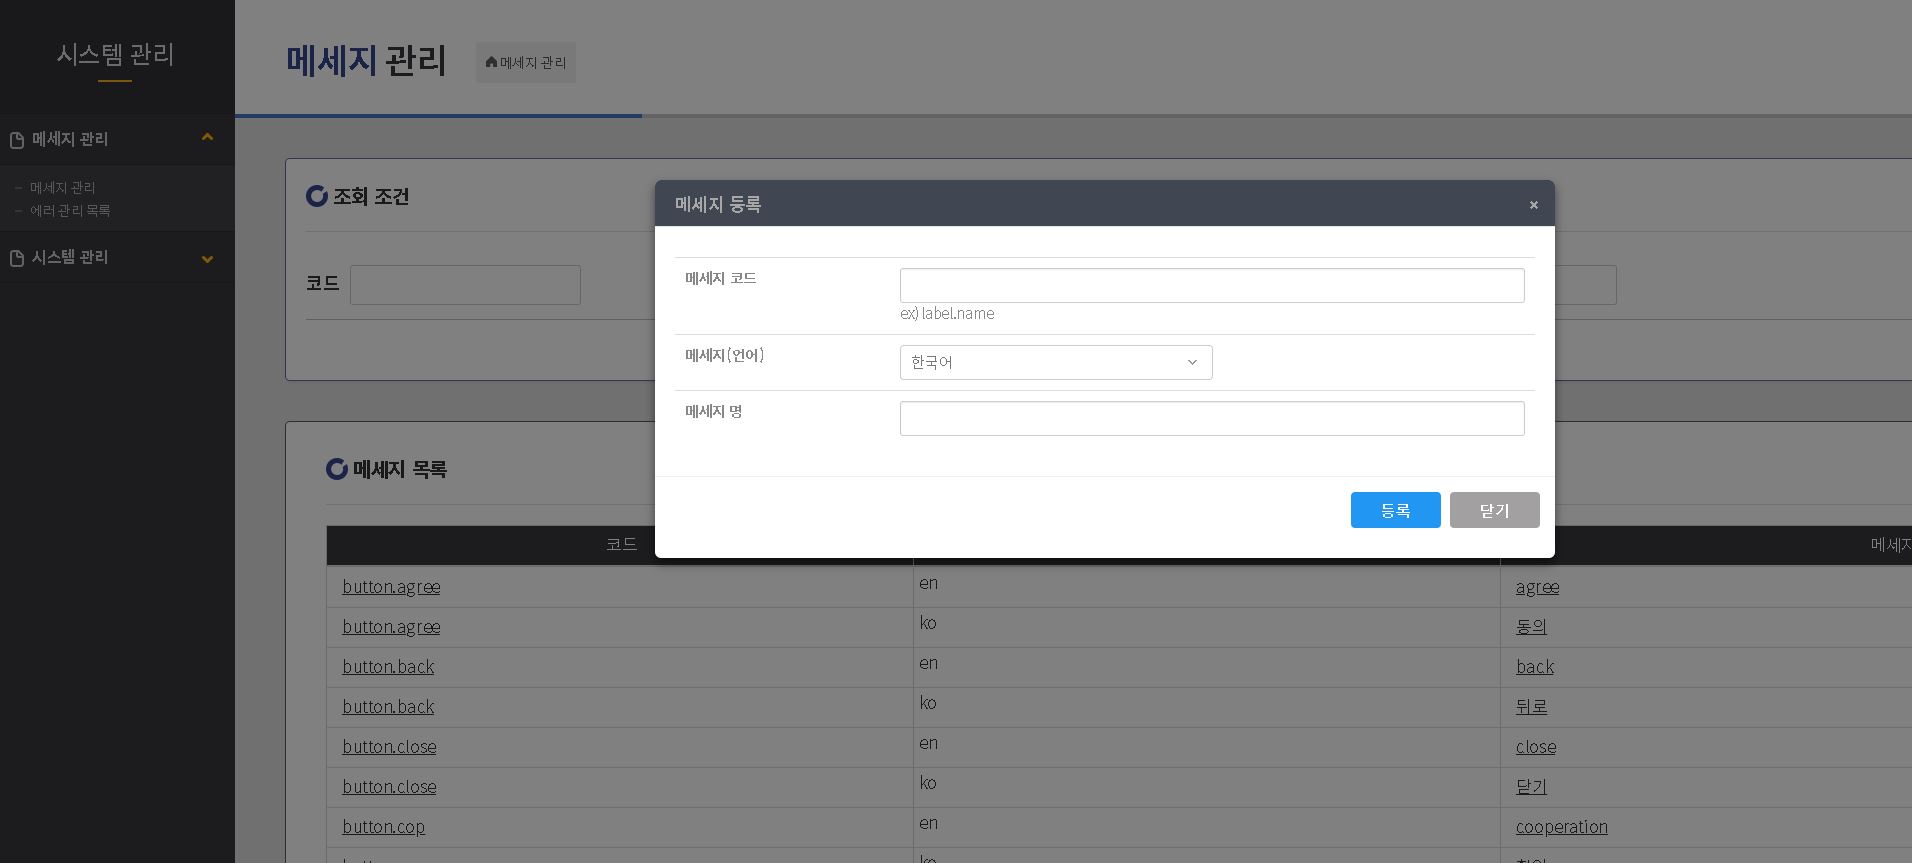 시스템 관리
메세지 관리
메세지 관리
에러 관리 목록
시스템 관리
메세지 관리
메세지 관리
조회 조건
코드
메세지 등록
×
메세지 코드
ex) label.name
메세지(언어)
한국어
메세지 명
등록
닫기
메세지 목록
코드
button.agree en agree
button.agree ko 동의
button.back en back
button.back ko 뒤로
button.close en close
button.close ko 닫기
button.cop en cooperation
ko